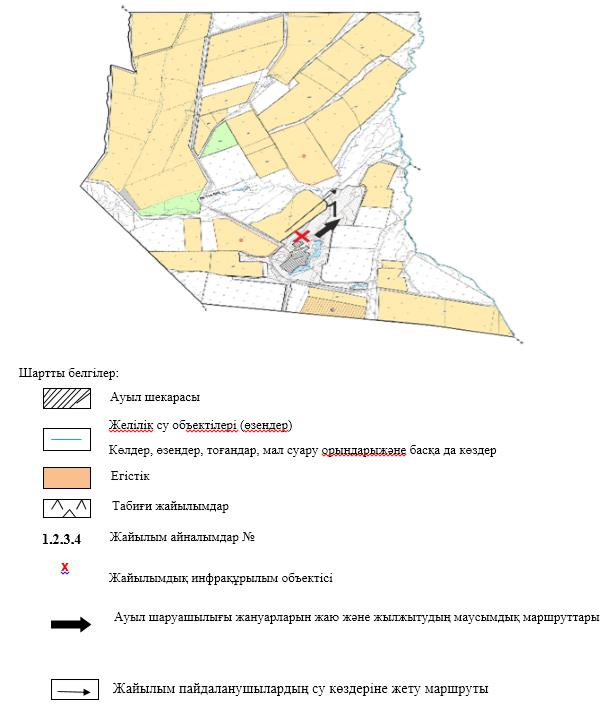 1
Шартты белгілер:
Ауыл шекарасы
Желілік су объектілері (өзендер)
Көлдер, өзендер, тоғандар, мал суару орындарыжәне басқа да көздер
Егістік
Табиғи жайылымдар
1.2.3.4 Жайылым айналымдар №
X Жайылымдық инфрақұрылым объектісі
Ауыл шаруашылығы жануарларын жаю және жылжытудың маусымдық маршруттары
Жайылым пайдаланушылардың су көздеріне жету маршруты